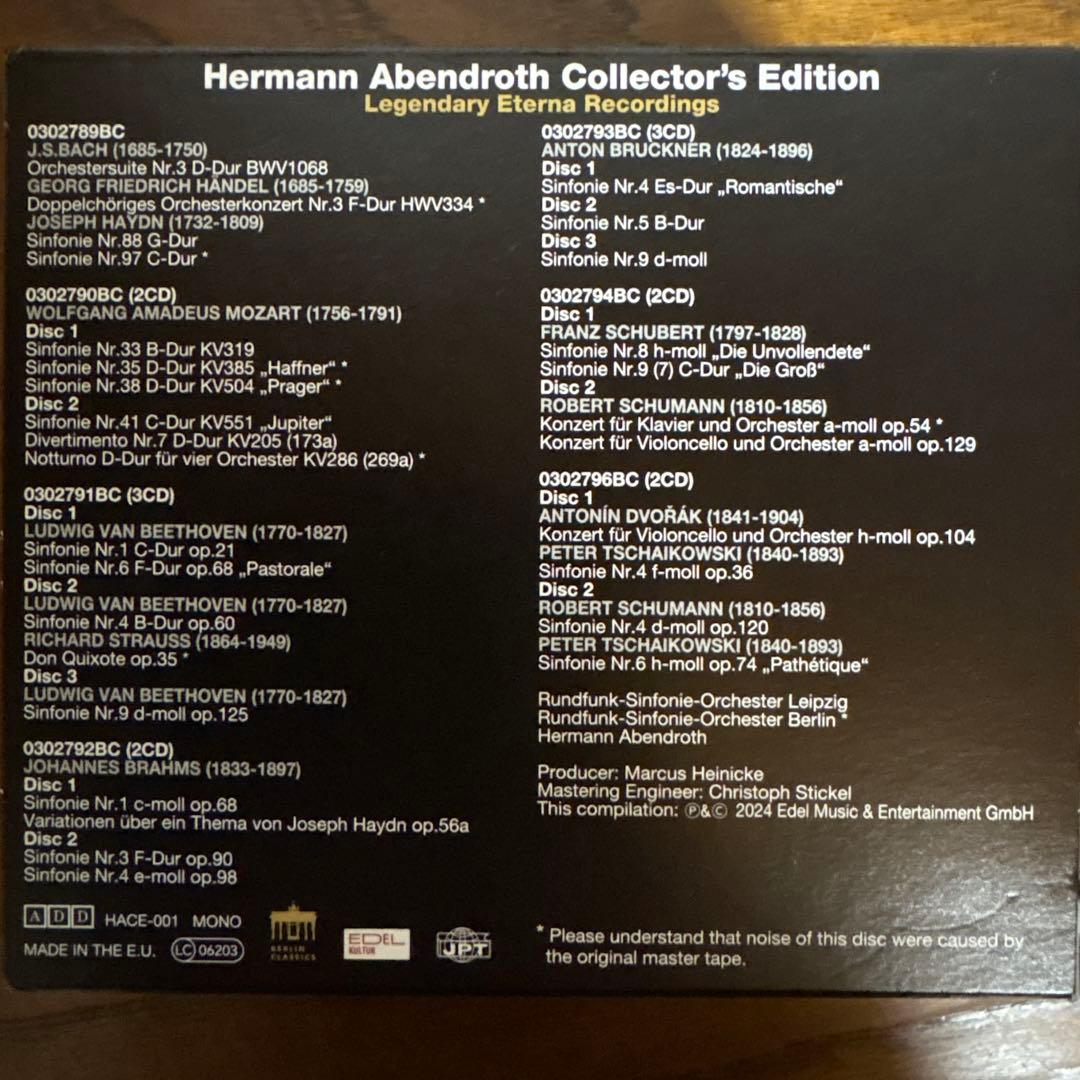 Hermann Abendroth Collector's Edition
Legendary Eterna Recordings
0302789BC
J.S.BACH (1685-1750)
Orchestersuite Nr.3 D-Dur BWV1068
GEORG FRIEDRICH HÄNDEL (1685-1759)
Doppelchöriges Orchesterkonzert Nr.3 F-Dur HWV334 *
JOSEPH HAYDN (1732-1809)
Sinfonie Nr.88 G-Dur
Sinfonie Nr.97 C-Dur *
0302790BC (2CD)
WOLFGANG AMADEUS MOZART (1756-1791)
Disc 1
Sinfonie Nr.33 B-Dur KV319
Sinfonie Nr.35 D-Dur KV385 „Haffner“ *
Sinfonie Nr.38 D-Dur KV504 „Prager“ *
Disc 2
Sinfonie Nr.41 C-Dur KV551 „Jupiter“
Divertimento Nr.7 D-Dur KV205 (173a)
Notturno D-Dur für vier Orchester KV286 (269a) *
0302791BC (3CD)
Disc 1
LUDWIG VAN BEETHOVEN (1770-1827)
Sinfonie Nr.1 C-Dur op.21
Sinfonie Nr.6 F-Dur op.68 „Pastorale“
Disc 2
LUDWIG VAN BEETHOVEN (1770-1827)
Sinfonie Nr.4 B-Dur op.60
RICHARD STRAUSS (1864-1949)
Don Quixote op.35 *
Disc 3
LUDWIG VAN BEETHOVEN (1770-1827)
Sinfonie Nr.9 d-moll op.125
0302792BC (2CD)
JOHANNES BRAHMS (1833-1897)
Disc 1
Sinfonie Nr.1 c-moll op.68
Variationen über ein Thema von Joseph Haydn op.56a
Disc 2
Sinfonie Nr.3 F-Dur op.90
Sinfonie Nr.4 e-moll op.98
0302793BC (3CD)
ANTON BRUCKNER (1824-1896)
Disc 1
Sinfonie Nr.4 Es-Dur „Romantische“
Disc 2
Sinfonie Nr.5 B-Dur
Disc 3
Sinfonie Nr.9 d-moll
0302794BC (2CD)
Disc 1
FRANZ SCHUBERT (1797-1828)
Sinfonie Nr.8 h-moll „Die Unvollendete“
Sinfonie Nr.9 (7) C-Dur „Die Groß“
Disc 2
ROBERT SCHUMANN (1810-1856)
Konzert für Klavier und Orchester a-moll op.54 *
Konzert für Violoncello und Orchester a-moll op.129
0302796BC (2CD)
Disc 1
ANTONÍN DVOŘÁK (1841-1904)
Konzert für Violoncello und Orchester h-moll op.104
PETER TSCHAIKOWSKI (1840-1893)
Sinfonie Nr.4 f-moll op.36
Disc 2
ROBERT SCHUMANN (1810-1856)
Sinfonie Nr.4 d-moll op.120
PETER TSCHAIKOWSKI (1840-1893)
Sinfonie Nr.6 h-moll op.74 „Pathétique“
Rundfunk-Sinfonie-Orchester Leipzig
Rundfunk-Sinfonie-Orchester Berlin *
Hermann Abendroth
Producer: Marcus Heinicke
Mastering Engineer: Christoph Stickel
This compilation: ℗&© 2024 Edel Music & Entertainment GmbH
ADD HACE-001 MONO
MADE IN THE E.U. LC 06203
BERLIN CLASSICS
EDEL KULTUR
JPT
* Please understand that noise of this disc were caused by
the original master tape.